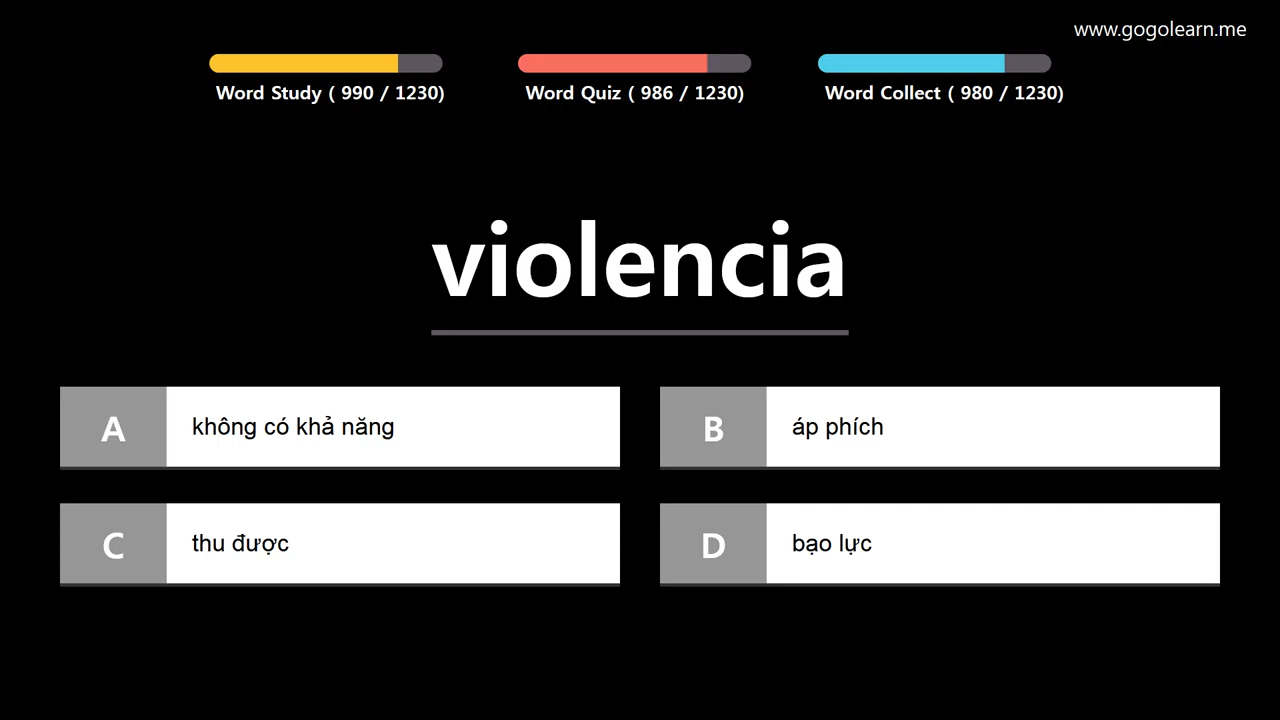 www.gogolearn.me
Word Study ( 990 / 1230)
Word Quiz ( 986 / 1230)
Word Collect ( 980 / 1230)
violencia
A không có khả năng
B áp phích
C thu được
D bạo lực